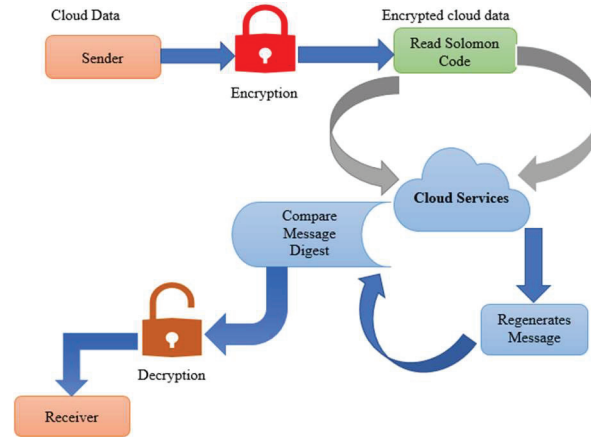 Cloud Data
Encrypted cloud data
Sender
Read Solomon
Code
Encryption
Cloud Services
Compare
Message
Digest
Regenerates
Message
Decryption
Receiver